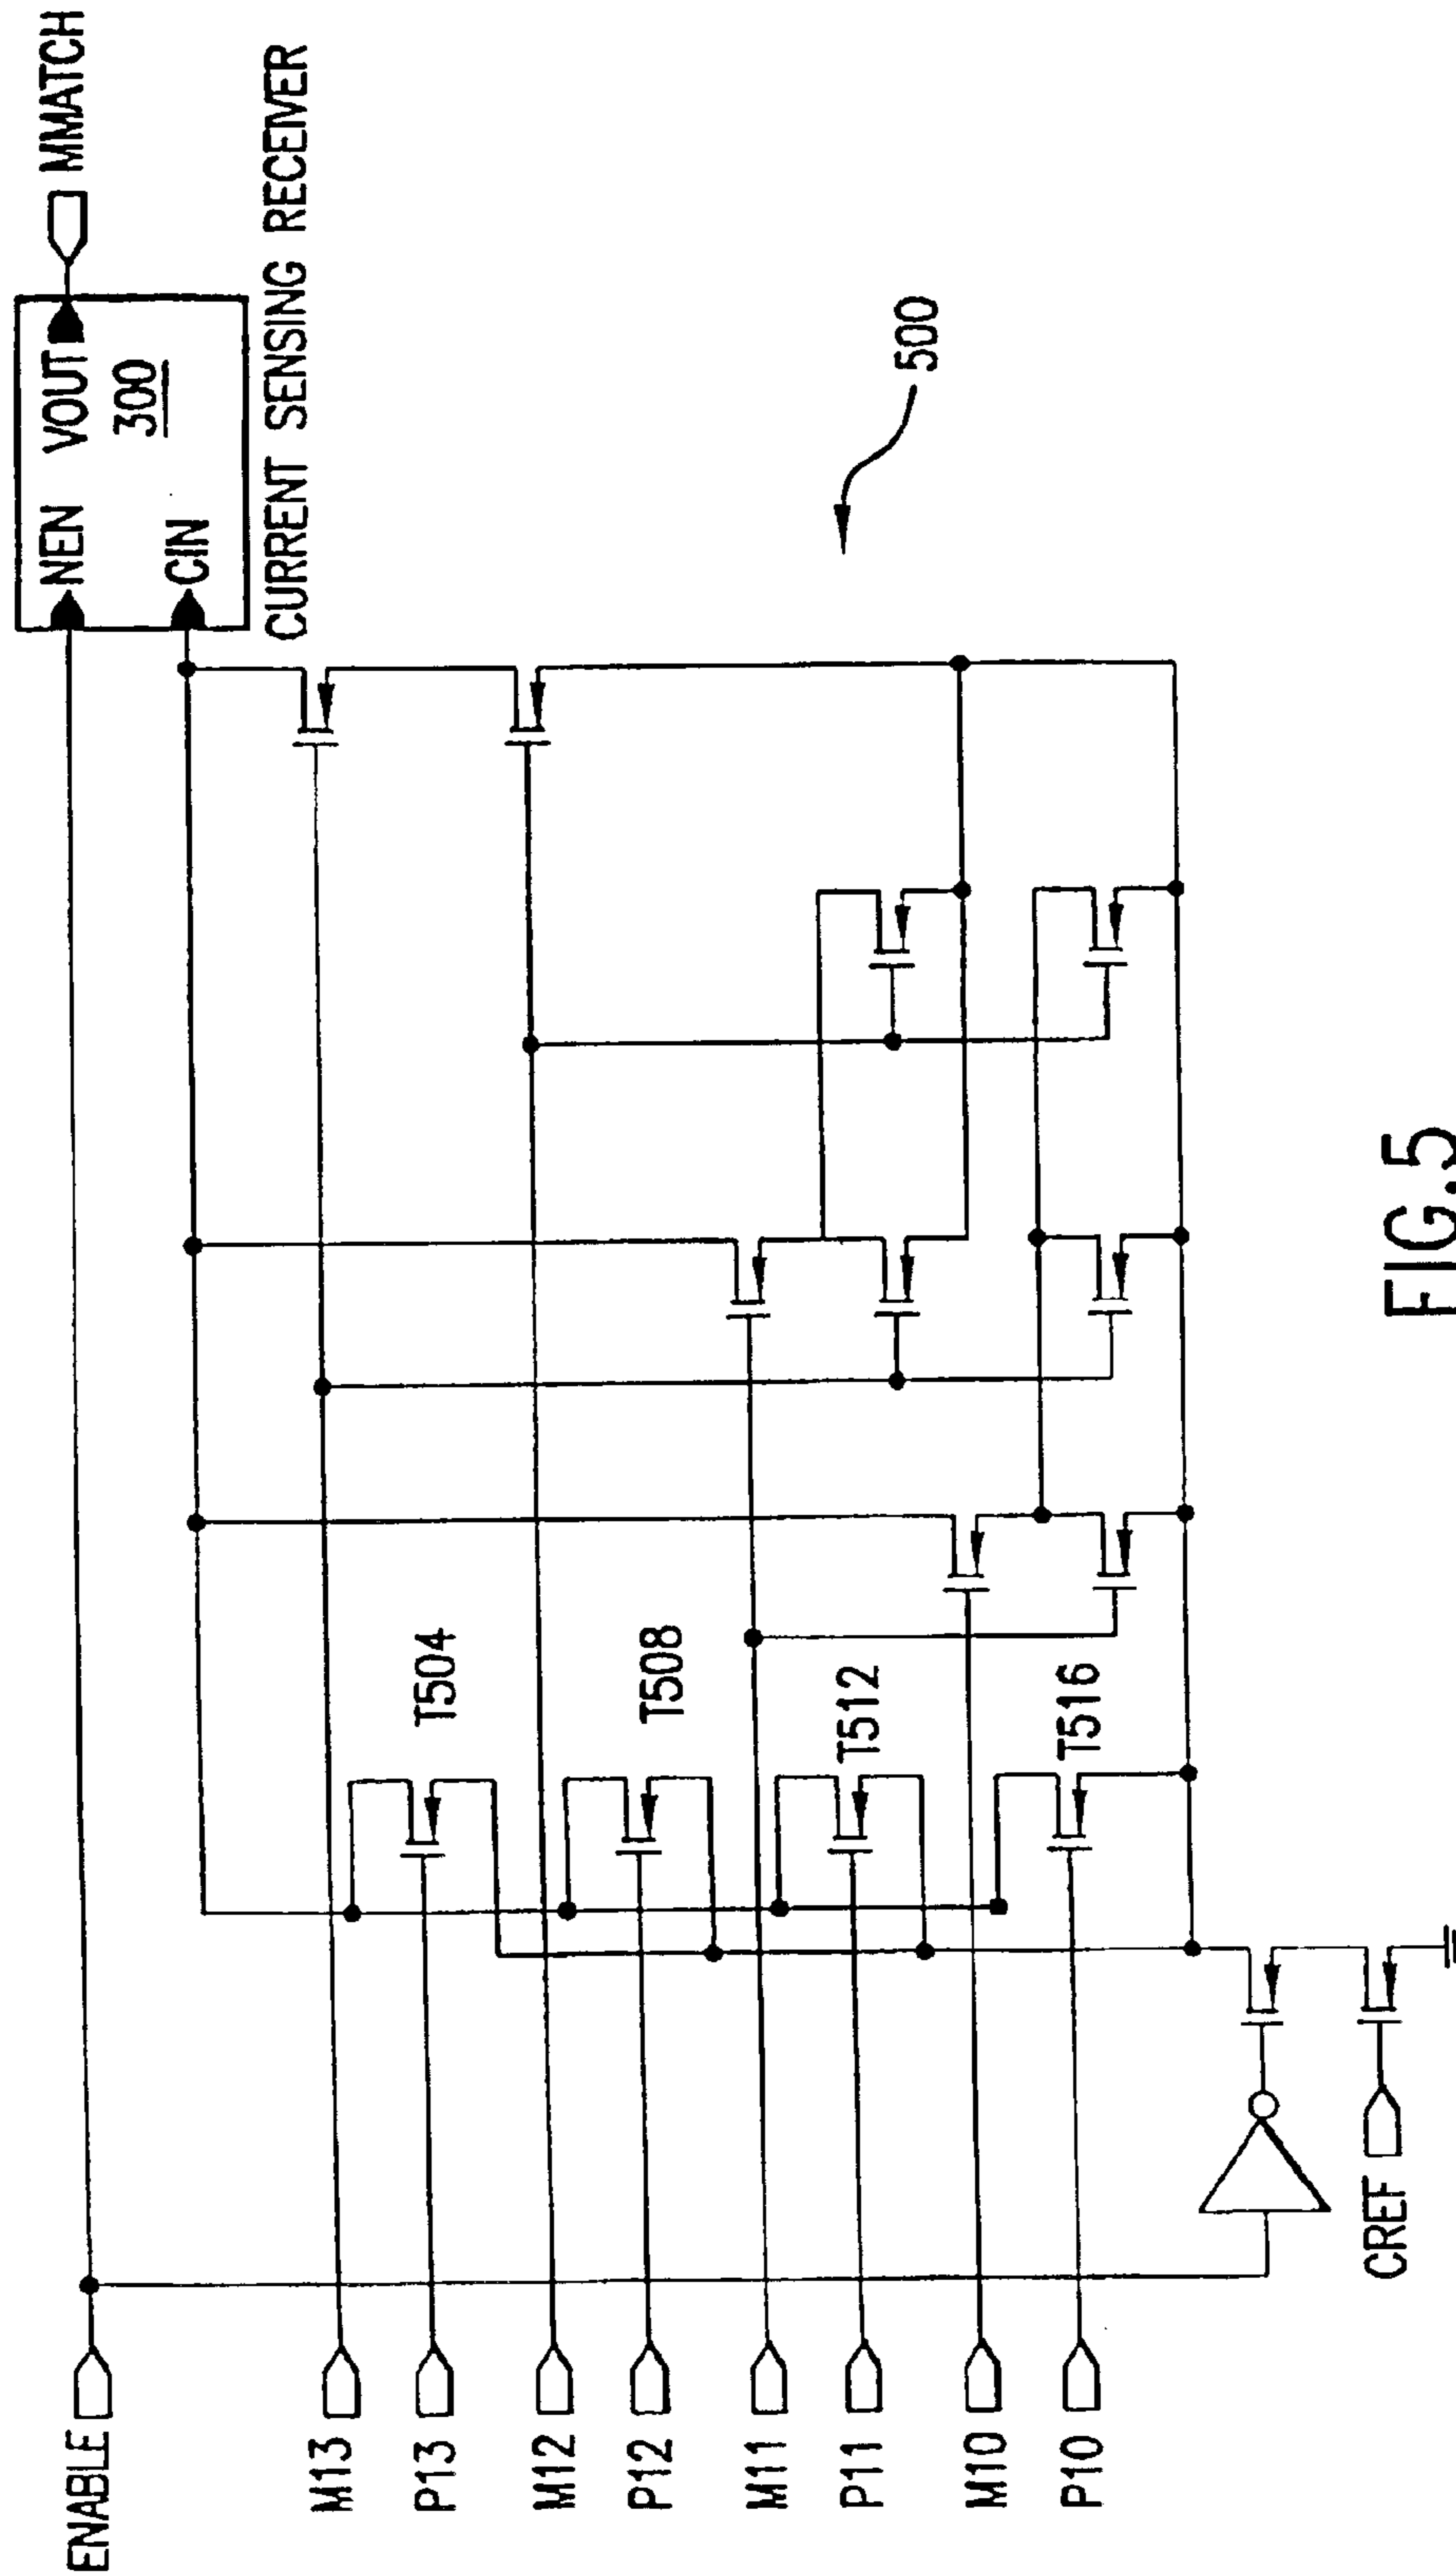 ENABLE
NEN VOUT
300
CIN
MMATCH
CURRENT SENSING RECEIVER
M13
P13
T504
M12
P12
T508
M11
P11
T512
M10
P10
T516
500
CREF
FIG.5